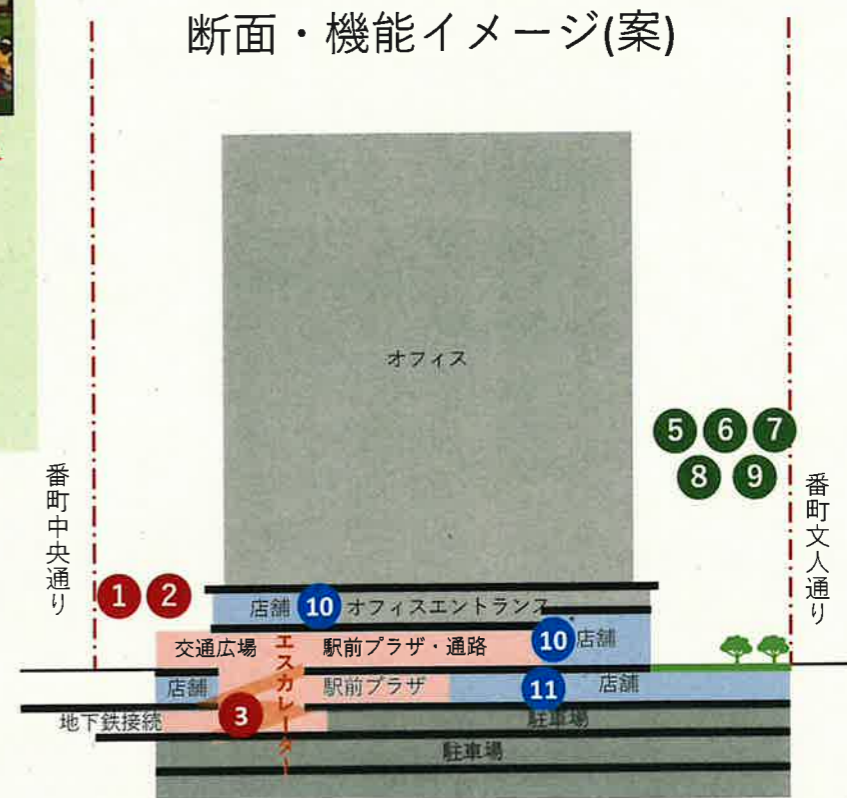 断面・機能イメージ(案)
オフィス
5 6 7
8 9
番町中央通り
番町文人通り
1 2
店舗 10 オフィスエントランス
交通広場 エスカレーター 駅前プラザ・通路 10 店舗
店舗 駅前プラザ 11 店舗
地下鉄接続 3 駐車場
駐車場